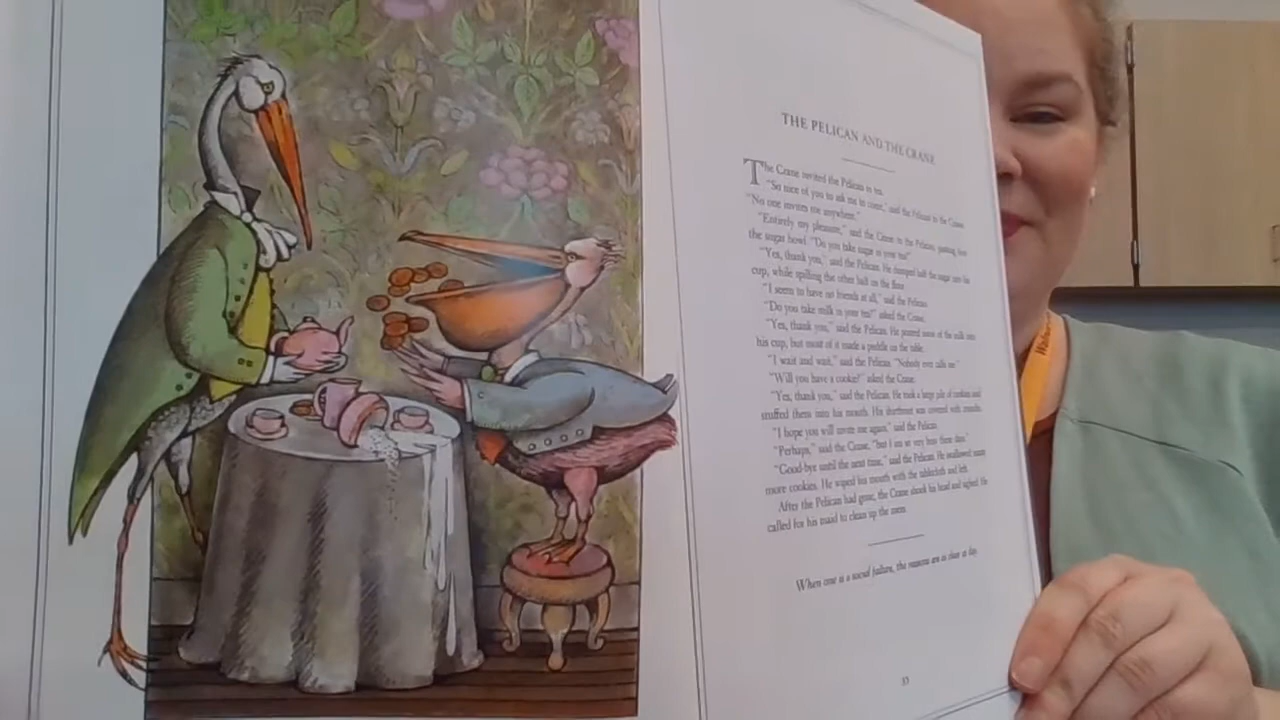 THE PELICAN AND THE CRANE
The Crane invited the Pelican to tea.
"So nice of you to ask me to come," said the Pelican to the Crane.
"No one invites me anywhere."
"Entirely my pleasure," said the Crane to the Pelican, passing him
the sugar bowl. "Do you take sugar in your tea?"
"Yes, thank you," said the Pelican. He dumped half the sugar into his
cup, while spilling the other half on the floor.
"I seem to have no friends at all," said the Pelican.
"Do you take milk in your tea?" asked the Crane.
"Yes, thank you," said the Pelican. He poured some of the milk into
his cup, but most of it made a puddle on the table.
"I wait and wait," said the Pelican. "Nobody ever calls me."
"Will you have a cookie?" asked the Crane.
"Yes, thank you," said the Pelican. He took a large pile of cookies and
stuffed them into his mouth. His shirtfront was covered with crumbs.
"I hope you will invite me again," said the Pelican.
"Perhaps," said the Crane, "but I am so very busy these days."
"Good-bye until the next time," said the Pelican. He swallowed many
more cookies. He wiped his mouth with the tablecloth and left.
After the Pelican had gone, the Crane shook his head and sighed. He
called for his maid to clean up the mess.
When one is a social failure, the reasons are as clear as day.